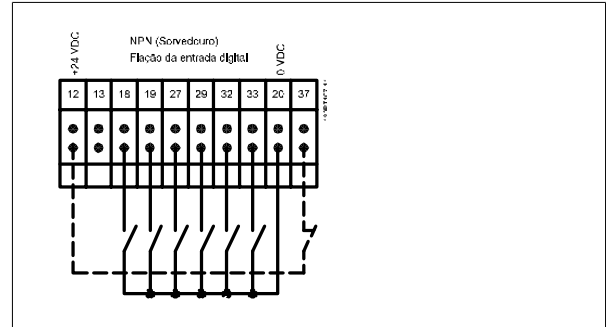 +24 VDC
NPN (Sorvedouro)
Fiação da entrada digital
0 VDC
12 13 18 19 27 29 32 33 20 37